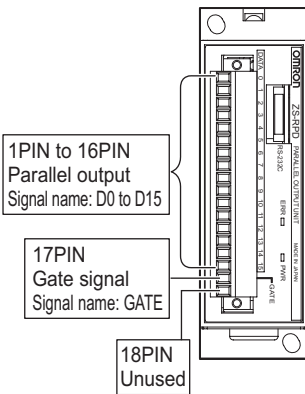 1PIN to 16PIN
Parallel output
Signal name: D0 to D15
17PIN
Gate signal
Signal name: GATE
18PIN
Unused
OMRON
ZS-RPD
PARALLEL OUTPUT UNIT
MADE IN JAPAN
RS-232C
ERR
PWR
DATA 0 1 2 3 4 5 6 7 8 9 10 11 12 13 14 15
GATE